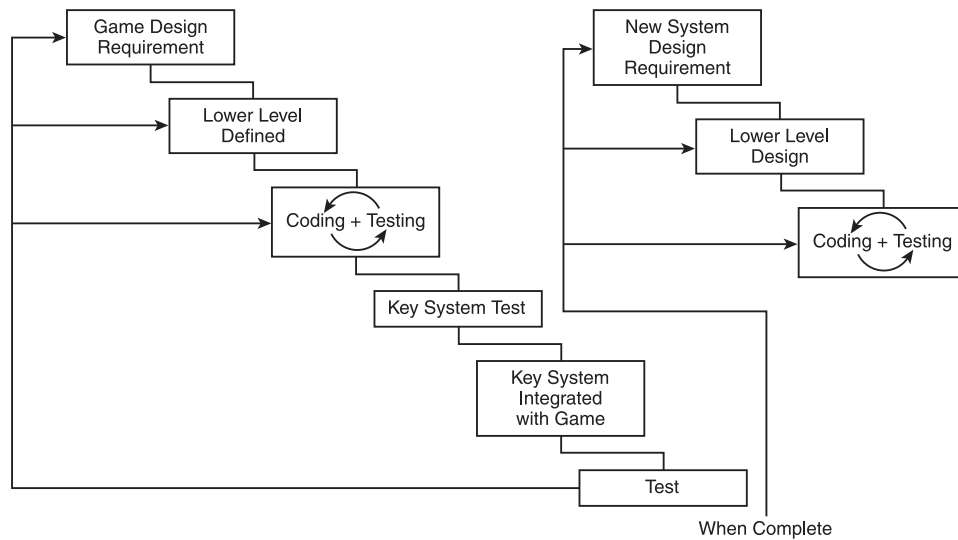 Game Design
Requirement
Lower Level
Defined
Coding + Testing
Key System Test
Key System
Integrated
with Game
Test
New System
Design
Requirement
Lower Level
Design
Coding + Testing
When Complete